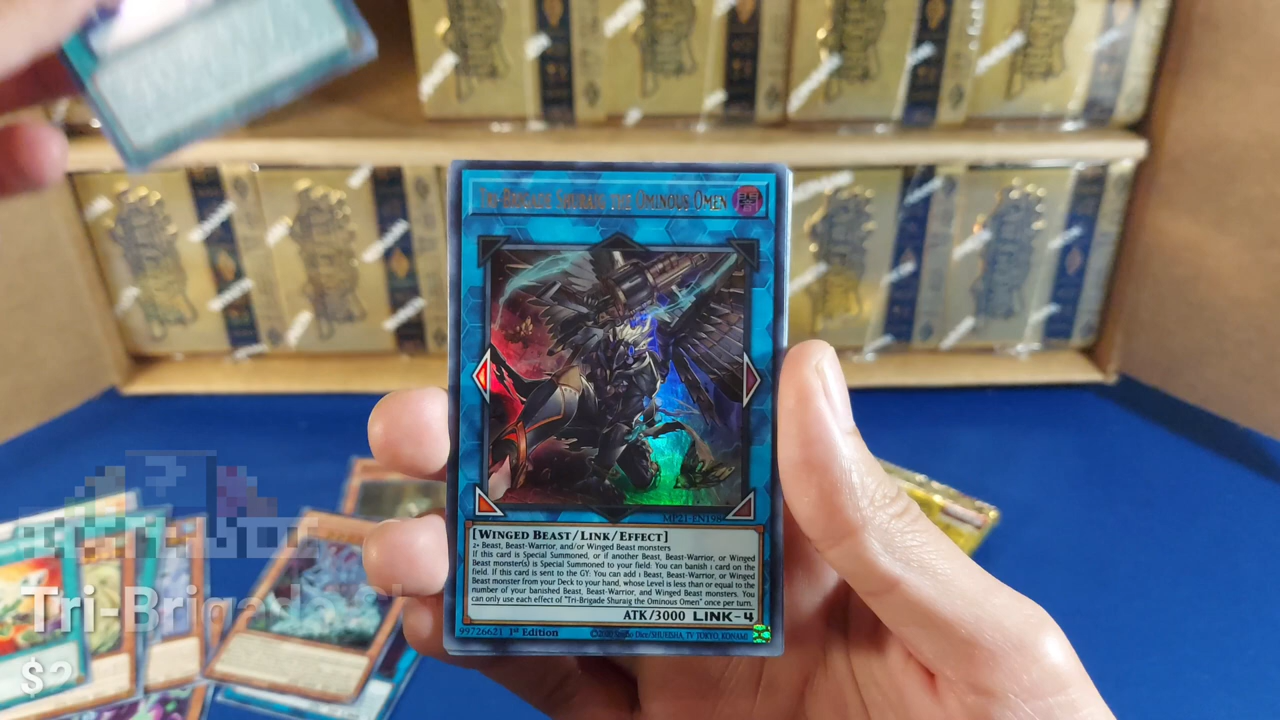 Tri-Brigade Shuraig the Ominous Omen
MP21-EN198
[Winged Beast/Link/Effect]
2+ Beast, Beast-Warrior, and/or Winged Beast monsters
If this card is Special Summoned, or if another Beast, Beast-Warrior, or Winged
Beast monster(s) is Special Summoned to your field: You can banish 1 card on the
field. If this card is sent to the GY: You can add 1 Beast, Beast-Warrior, or Winged
Beast monster from your Deck to your hand, whose Level is less than or equal to the
number of your banished Beast, Beast-Warrior, and Winged Beast monsters. You
can only use each effect of "Tri-Brigade Shuraig the Ominous Omen" once per turn.
ATK/3000 LINK-4
99726621 1st Edition ©2020 Studio Dice/SHUEISHA, TV TOKYO, KONAMI
Tri-Brigade
$2